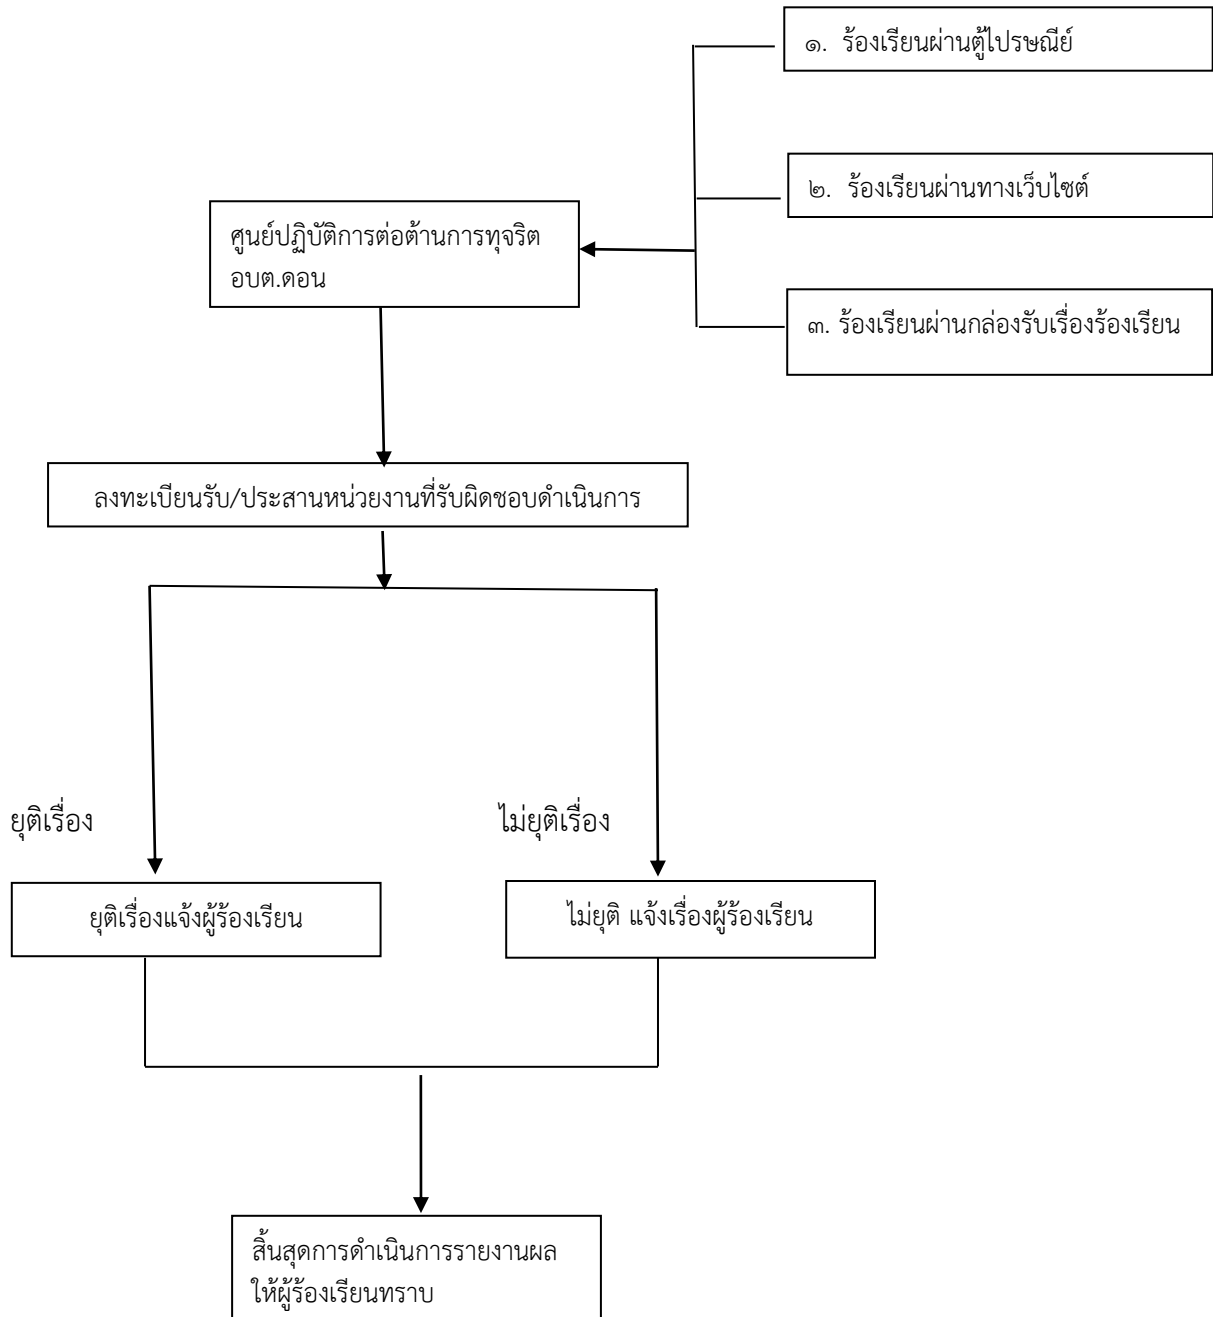 ๑. ร้องเรียนผ่านตู้ไปรษณีย์
๒. ร้องเรียนผ่านทางเว็บไซต์
ศูนย์ปฏิบัติการต่อต้านการทุจริต
อบต.ดอน
๓. ร้องเรียนผ่านกล่องรับเรื่องร้องเรียน
ลงทะเบียนรับ/ประสานหน่วยงานที่รับผิดชอบดำเนินการ
ยุติเรื่อง
ไม่ยุติเรื่อง
ยุติเรื่องแจ้งผู้ร้องเรียน
ไม่ยุติ แจ้งเรื่องผู้ร้องเรียน
สิ้นสุดการดำเนินการรายงานผล
ให้ผู้ร้องเรียนทราบ